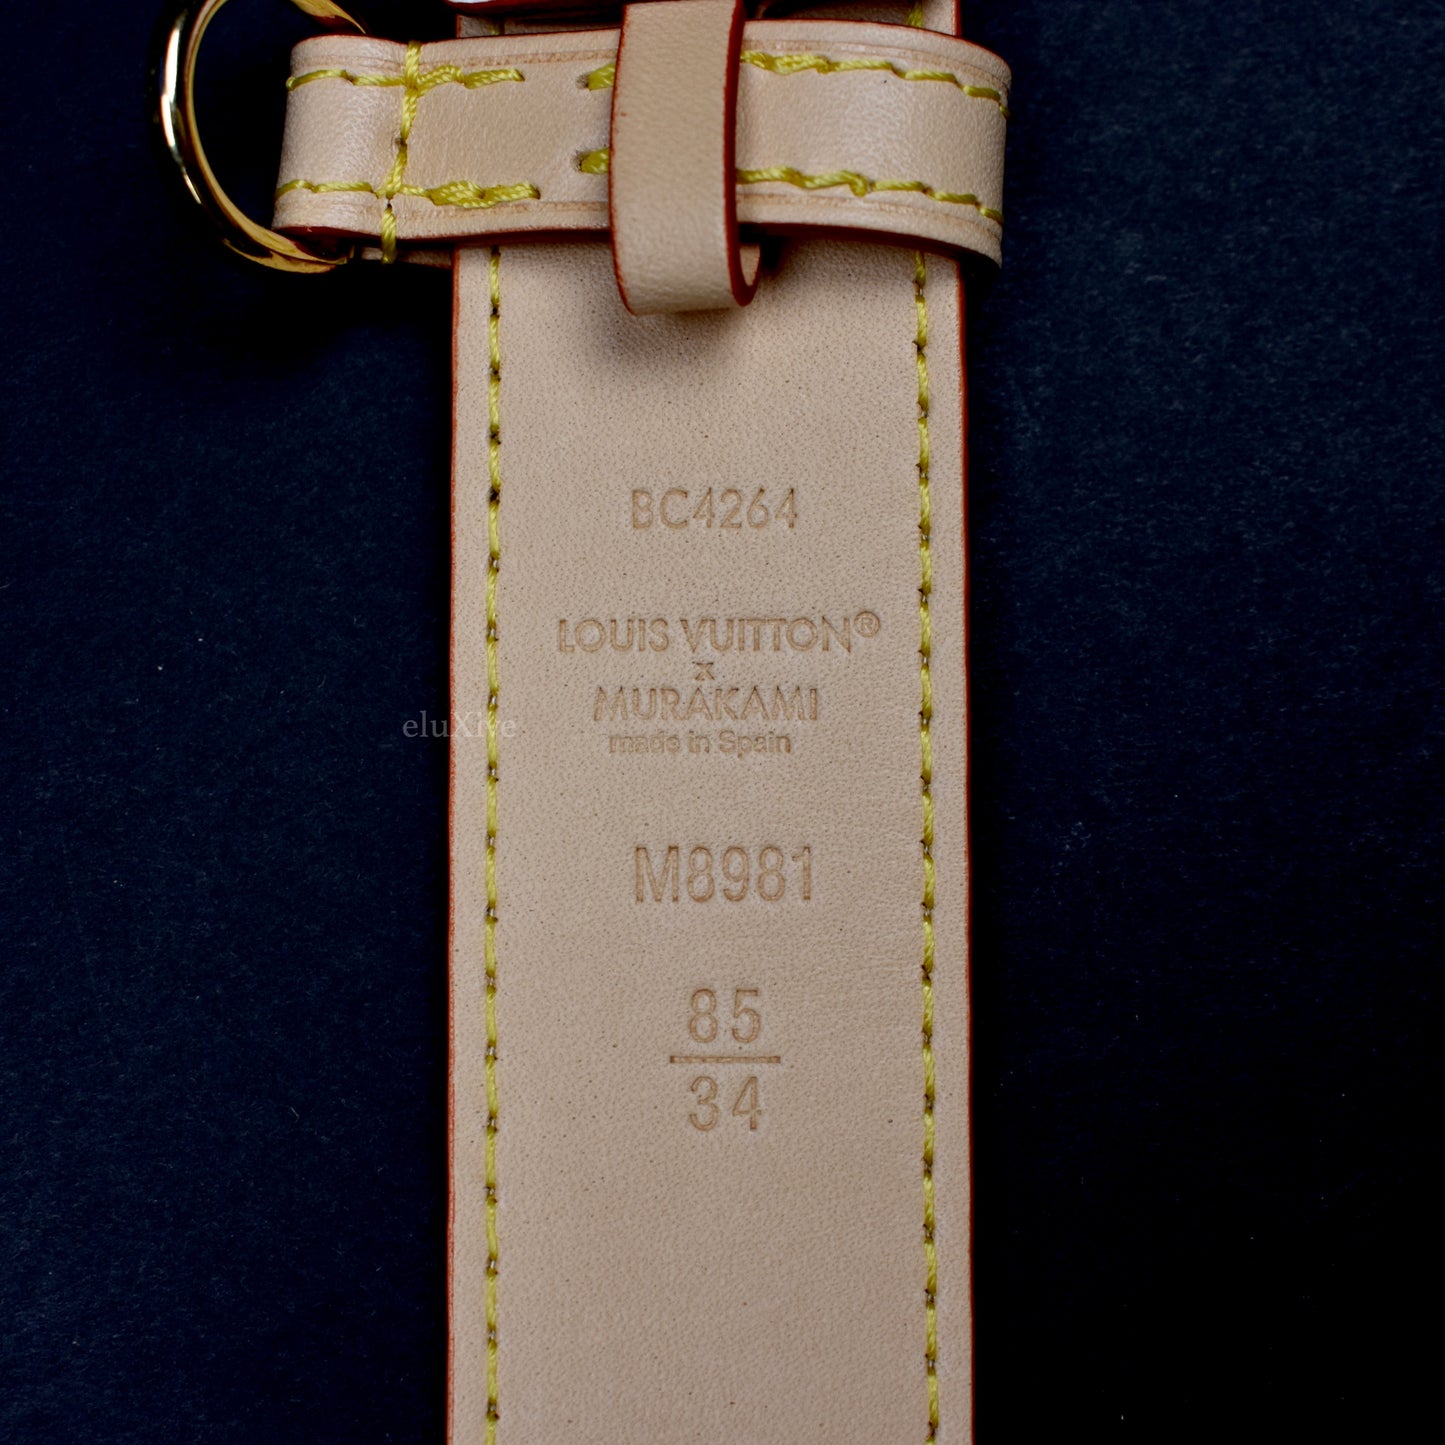 BC4264
LOUIS VUITTON®
x
MURAKAMI
made in Spain
eluXive
M8981
85
34